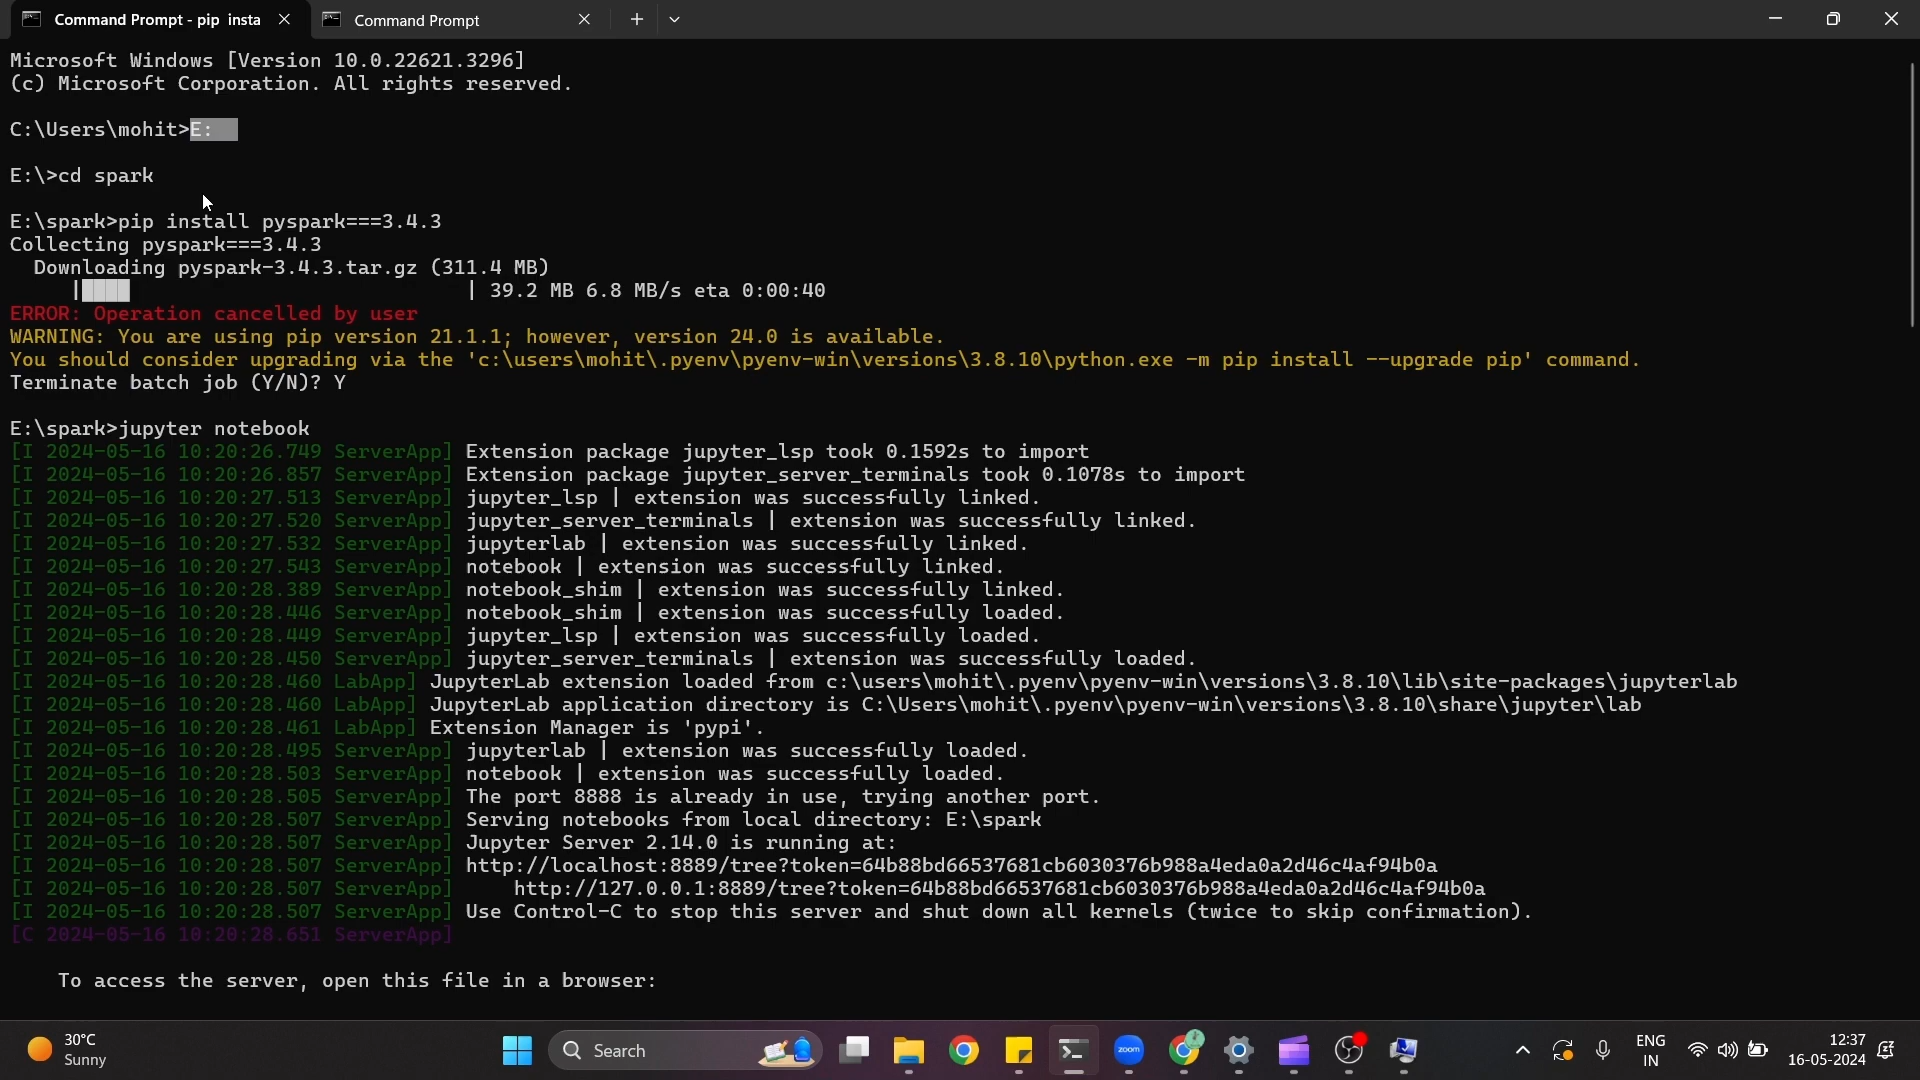 Command Prompt - pip insta
Command Prompt
Microsoft Windows [Version 10.0.22621.3296]
(c) Microsoft Corporation. All rights reserved.
C:\Users\mohit>E:
E:\>cd spark
E:\spark>pip install pyspark===3.4.3
Collecting pyspark===3.4.3
Downloading pyspark-3.4.3.tar.gz (311.4 MB)
|████ | 39.2 MB 6.8 MB/s eta 0:00:40
ERROR: Operation cancelled by user
WARNING: You are using pip version 21.1.1; however, version 24.0 is available.
You should consider upgrading via the 'c:\users\mohit\.pyenv\pyenv-win\versions\3.8.10\python.exe -m pip install --upgrade pip' command.
Terminate batch job (Y/N)? Y
E:\spark>jupyter notebook
[I 2024-05-16 10:20:26.749 ServerApp] Extension package jupyter_lsp took 0.1592s to import
[I 2024-05-16 10:20:26.857 ServerApp] Extension package jupyter_server_terminals took 0.1078s to import
[I 2024-05-16 10:20:27.513 ServerApp] jupyter_lsp | extension was successfully linked.
[I 2024-05-16 10:20:27.520 ServerApp] jupyter_server_terminals | extension was successfully linked.
[I 2024-05-16 10:20:27.532 ServerApp] jupyterlab | extension was successfully linked.
[I 2024-05-16 10:20:27.543 ServerApp] notebook | extension was successfully linked.
[I 2024-05-16 10:20:28.389 ServerApp] notebook_shim | extension was successfully linked.
[I 2024-05-16 10:20:28.446 ServerApp] notebook_shim | extension was successfully loaded.
[I 2024-05-16 10:20:28.449 ServerApp] jupyter_lsp | extension was successfully loaded.
[I 2024-05-16 10:20:28.450 ServerApp] jupyter_server_terminals | extension was successfully loaded.
[I 2024-05-16 10:20:28.460 LabApp] JupyterLab extension loaded from c:\users\mohit\.pyenv\pyenv-win\versions\3.8.10\lib\site-packages\jupyterlab
[I 2024-05-16 10:20:28.460 LabApp] JupyterLab application directory is C:\Users\mohit\.pyenv\pyenv-win\versions\3.8.10\share\jupyter\lab
[I 2024-05-16 10:20:28.461 LabApp] Extension Manager is 'pypi'.
[I 2024-05-16 10:20:28.495 ServerApp] jupyterlab | extension was successfully loaded.
[I 2024-05-16 10:20:28.503 ServerApp] notebook | extension was successfully loaded.
[I 2024-05-16 10:20:28.505 ServerApp] The port 8888 is already in use, trying another port.
[I 2024-05-16 10:20:28.507 ServerApp] Serving notebooks from local directory: E:\spark
[I 2024-05-16 10:20:28.507 ServerApp] Jupyter Server 2.14.0 is running at:
[I 2024-05-16 10:20:28.507 ServerApp] http://localhost:8889/tree?token=64b88bd66537681cb6030376b988a4eda0a2d46c4af94b0a
[I 2024-05-16 10:20:28.507 ServerApp] http://127.0.0.1:8889/tree?token=64b88bd66537681cb6030376b988a4eda0a2d46c4af94b0a
[I 2024-05-16 10:20:28.507 ServerApp] Use Control-C to stop this server and shut down all kernels (twice to skip confirmation).
[C 2024-05-16 10:20:28.651 ServerApp]
To access the server, open this file in a browser:
30°C
Sunny
Search
zoom
ENG
IN
12:37
16-05-2024